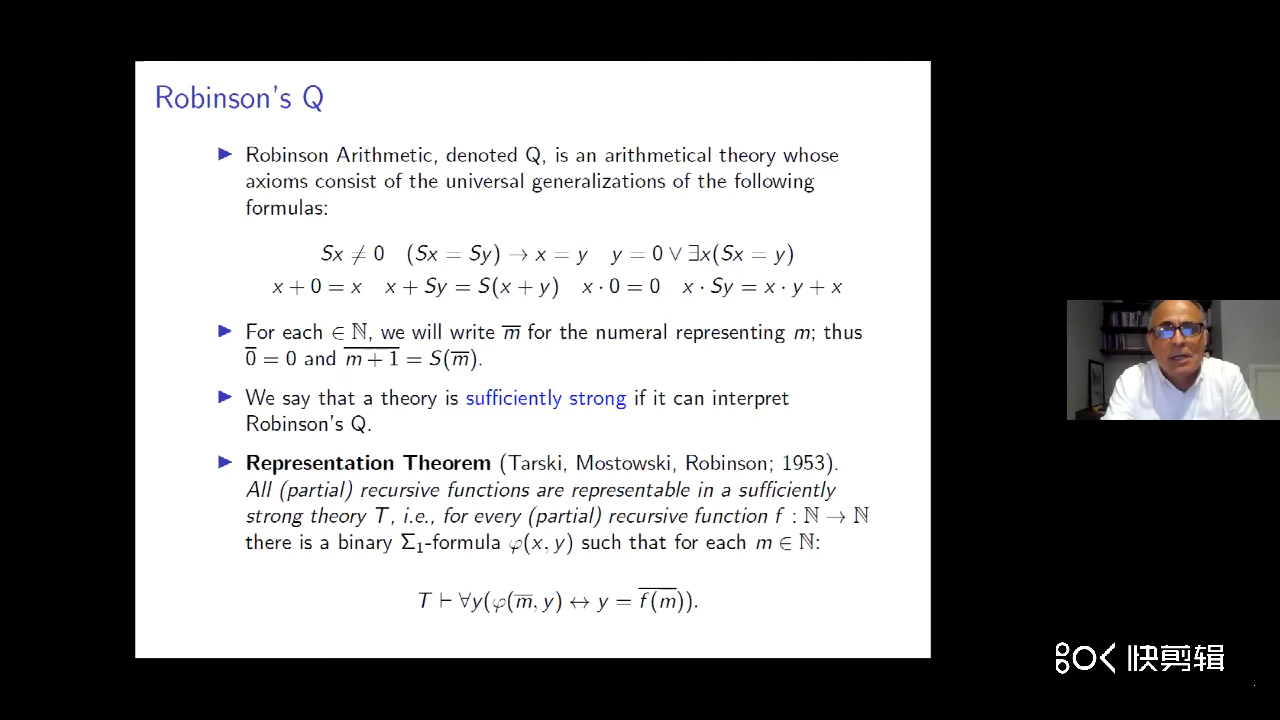 Robinson's Q
▶ Robinson Arithmetic, denoted Q, is an arithmetical theory whose
axioms consist of the universal generalizations of the following
formulas:
Sx ≠ 0 (Sx = Sy) → x = y y = 0 ∨ ∃x(Sx = y)
x + 0 = x x + Sy = S(x + y) x · 0 = 0 x · Sy = x · y + x
▶ For each ∈ ℕ, we will write m̅ for the numeral representing m; thus
0̅ = 0 and \overline{m + 1} = S(m̅).
▶ We say that a theory is sufficiently strong if it can interpret
Robinson's Q.
▶ Representation Theorem (Tarski, Mostowski, Robinson; 1953).
All (partial) recursive functions are representable in a sufficiently
strong theory T, i.e., for every (partial) recursive function f : ℕ → ℕ
there is a binary Σ₁-formula φ(x, y) such that for each m ∈ ℕ:
T ⊢ ∀y(φ(m̅, y) ↔ y = \overline{f(m)}).
快剪辑